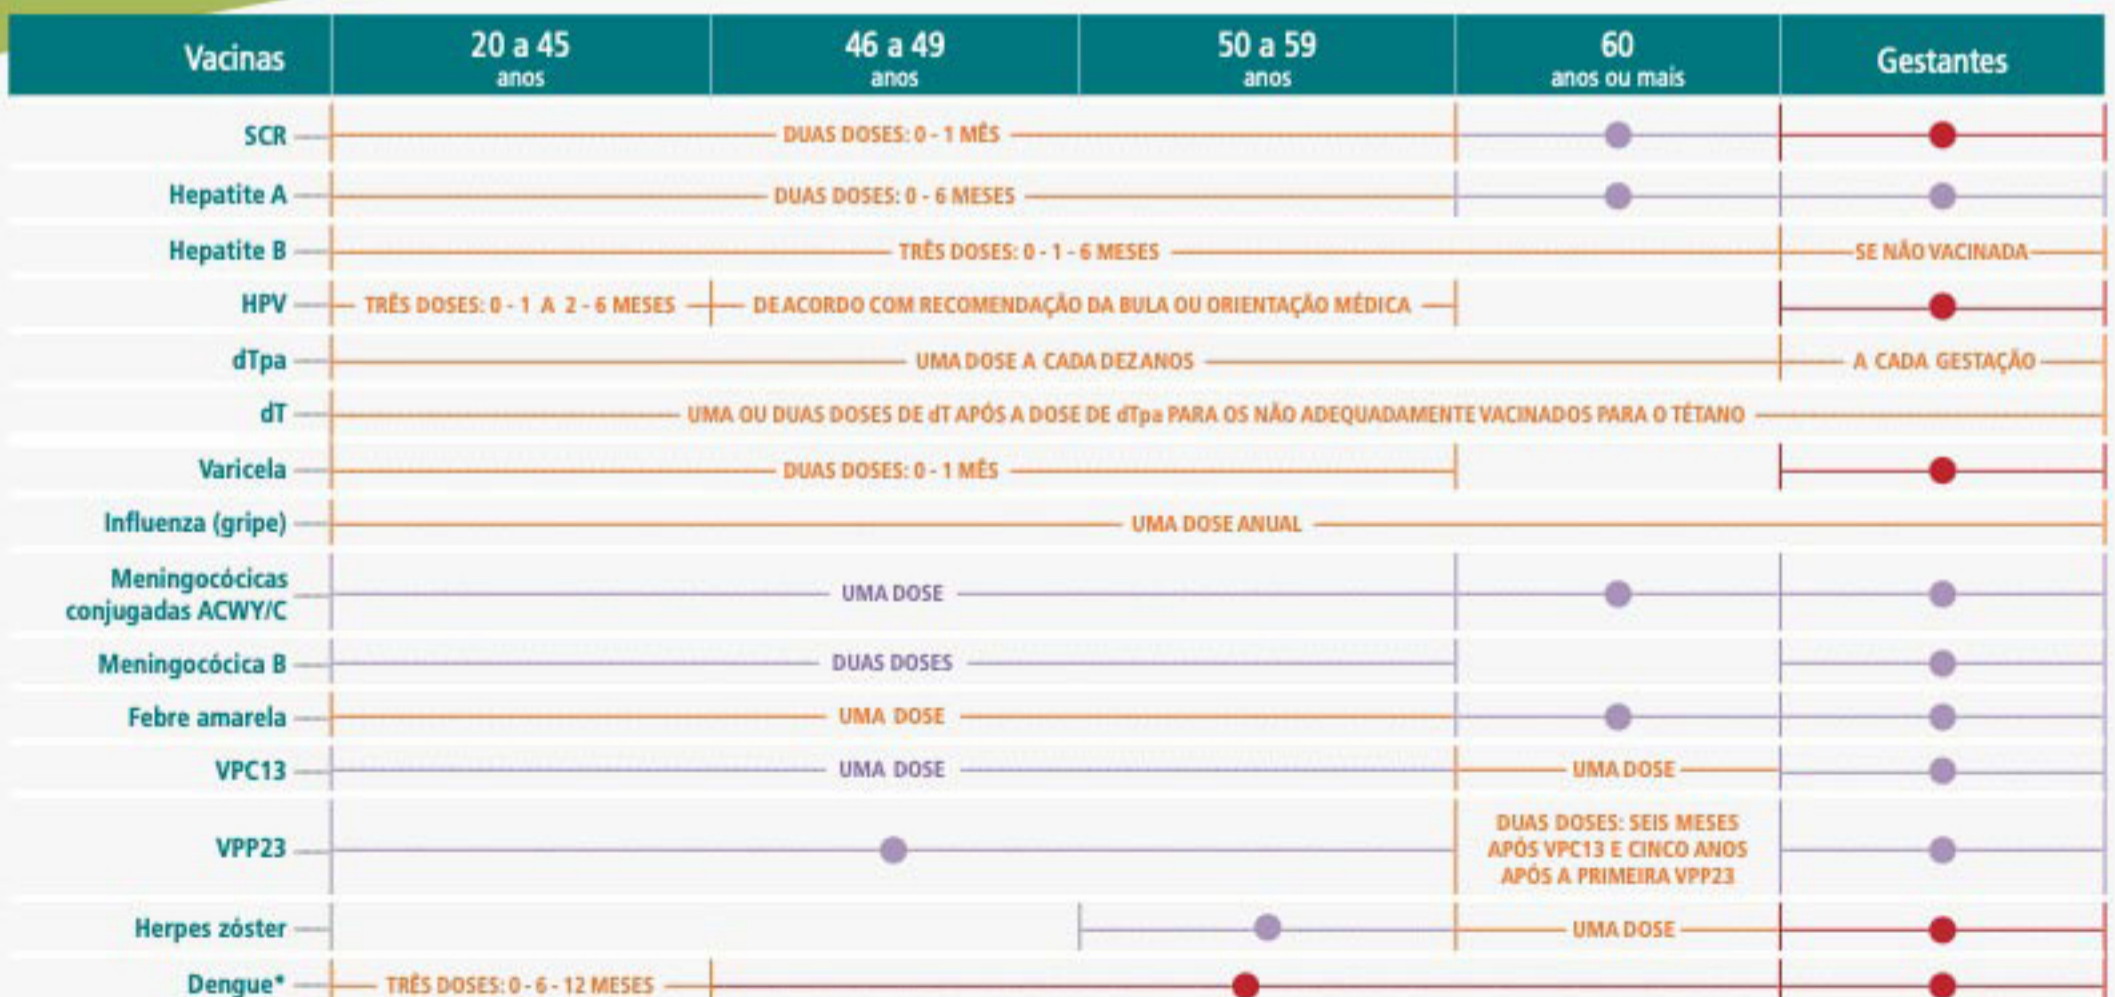 Vacinas
20 a 45
anos
46 a 49
anos
50 a 59
anos
60
anos ou mais
Gestantes
SCR
DUAS DOSES: 0 - 1 MÊS
Hepatite A
DUAS DOSES: 0 - 6 MESES
Hepatite B
TRÊS DOSES: 0 - 1 - 6 MESES
SE NÃO VACINADA
HPV
TRÊS DOSES: 0 - 1 A 2 - 6 MESES
DE ACORDO COM RECOMENDAÇÃO DA BULA OU ORIENTAÇÃO MÉDICA
dTpa
UMA DOSE A CADA DEZ ANOS
A CADA GESTAÇÃO
dT
UMA OU DUAS DOSES DE dT APÓS A DOSE DE dTpa PARA OS NÃO ADEQUADAMENTE VACINADOS PARA O TÉTANO
Varicela
DUAS DOSES: 0 - 1 MÊS
Influenza (gripe)
UMA DOSE ANUAL
Meningocócicas
conjugadas ACWY/C
UMA DOSE
Meningocócica B
DUAS DOSES
Febre amarela
UMA DOSE
VPC13
UMA DOSE
UMA DOSE
VPP23
DUAS DOSES: SEIS MESES
APÓS VPC13 E CINCO ANOS
APÓS A PRIMEIRA VPP23
Herpes zóster
UMA DOSE
Dengue*
TRÊS DOSES: 0 - 6 - 12 MESES